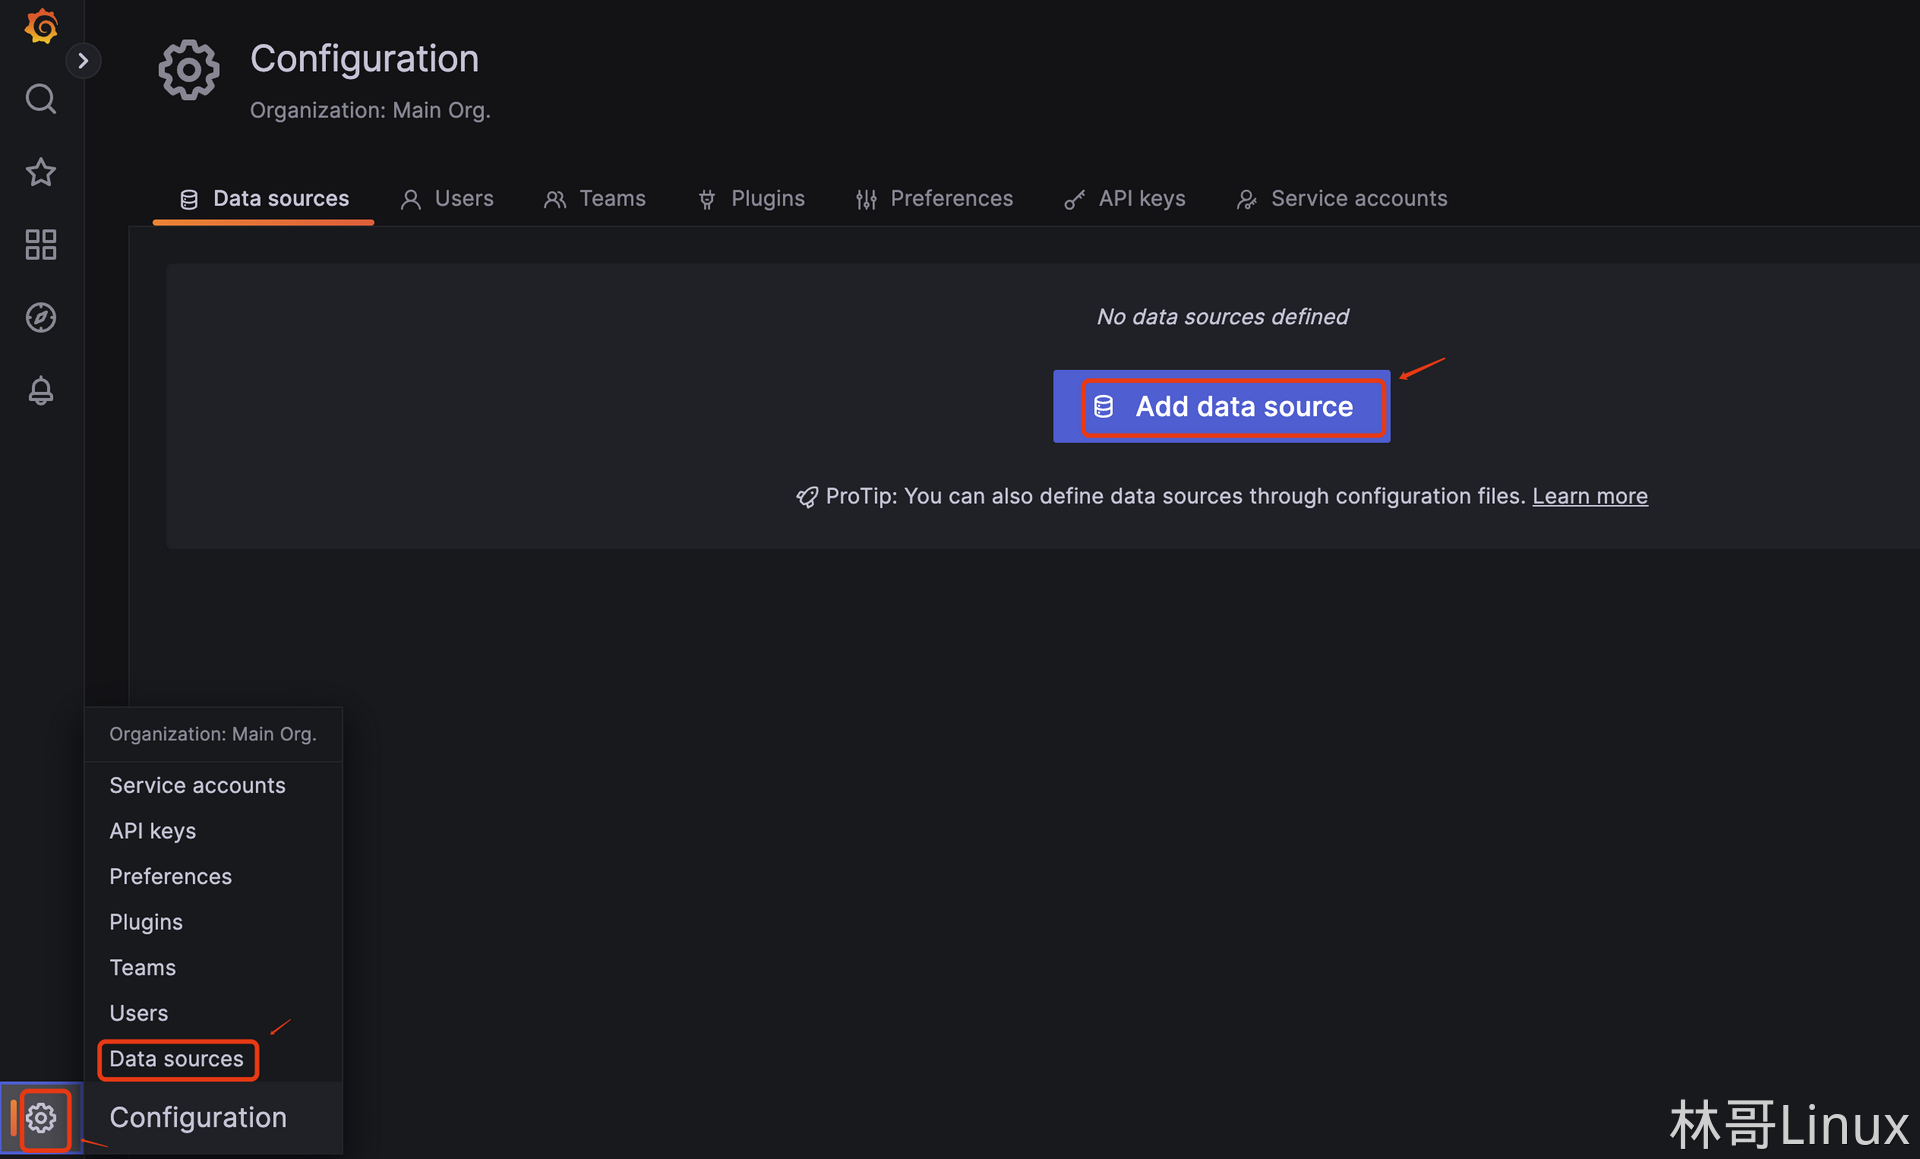 Configuration
Organization: Main Org.
Data sources
Users
Teams
Plugins
Preferences
API keys
Service accounts
No data sources defined
Add data source
ProTip: You can also define data sources through configuration files. Learn more
Organization: Main Org.
Service accounts
API keys
Preferences
Plugins
Teams
Users
Data sources
Configuration
林哥Linux